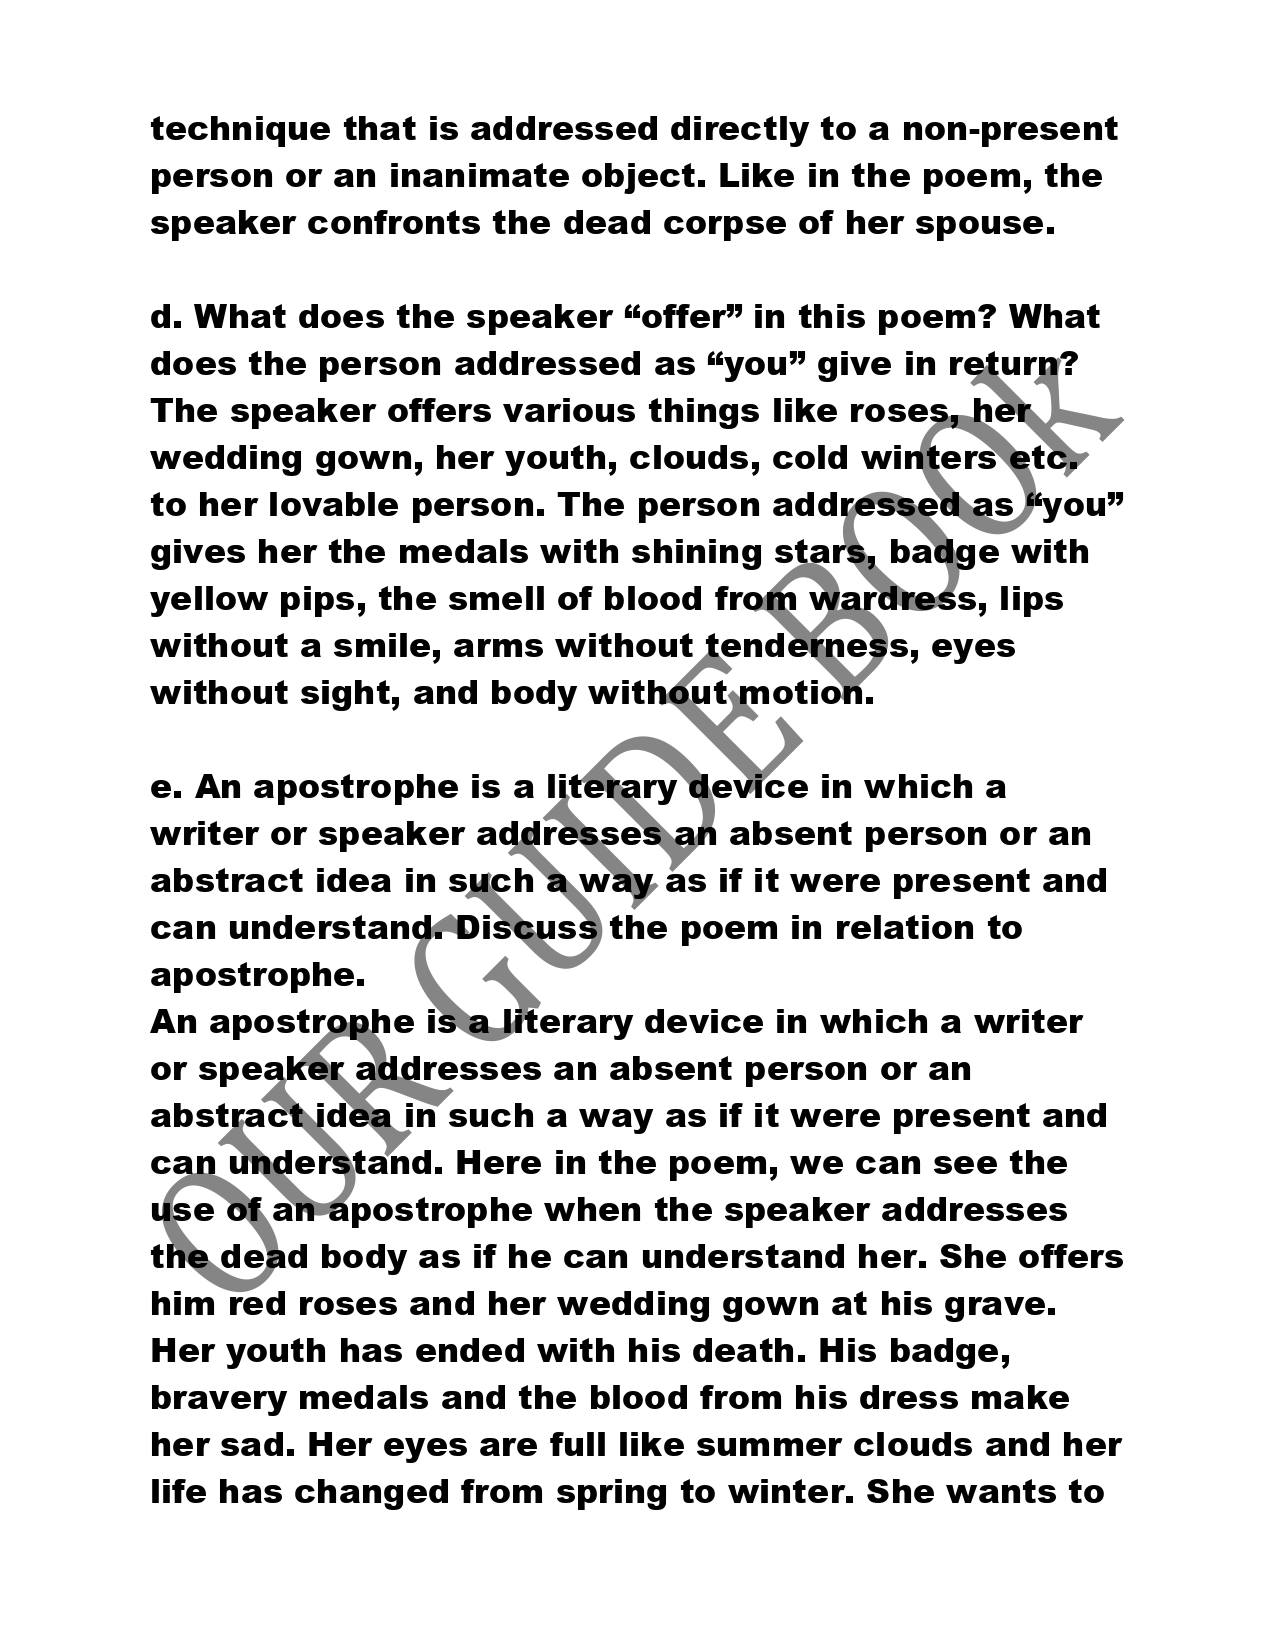 technique that is addressed directly to a non-present
person or an inanimate object. Like in the poem, the
speaker confronts the dead corpse of her spouse.
d. What does the speaker “offer” in this poem? What
does the person addressed as “you” give in return?
The speaker offers various things like roses, her
wedding gown, her youth, clouds, cold winters etc.
to her lovable person. The person addressed as “you”
gives her the medals with shining stars, badge with
yellow pips, the smell of blood from wardress, lips
without a smile, arms without tenderness, eyes
without sight, and body without motion.
e. An apostrophe is a literary device in which a
writer or speaker addresses an absent person or an
abstract idea in such a way as if it were present and
can understand. Discuss the poem in relation to
apostrophe.
An apostrophe is a literary device in which a writer
or speaker addresses an absent person or an
abstract idea in such a way as if it were present and
can understand. Here in the poem, we can see the
use of an apostrophe when the speaker addresses
the dead body as if he can understand her. She offers
him red roses and her wedding gown at his grave.
Her youth has ended with his death. His badge,
bravery medals and the blood from his dress make
her sad. Her eyes are full like summer clouds and her
life has changed from spring to winter. She wants to
OUR GUIDE BOOk